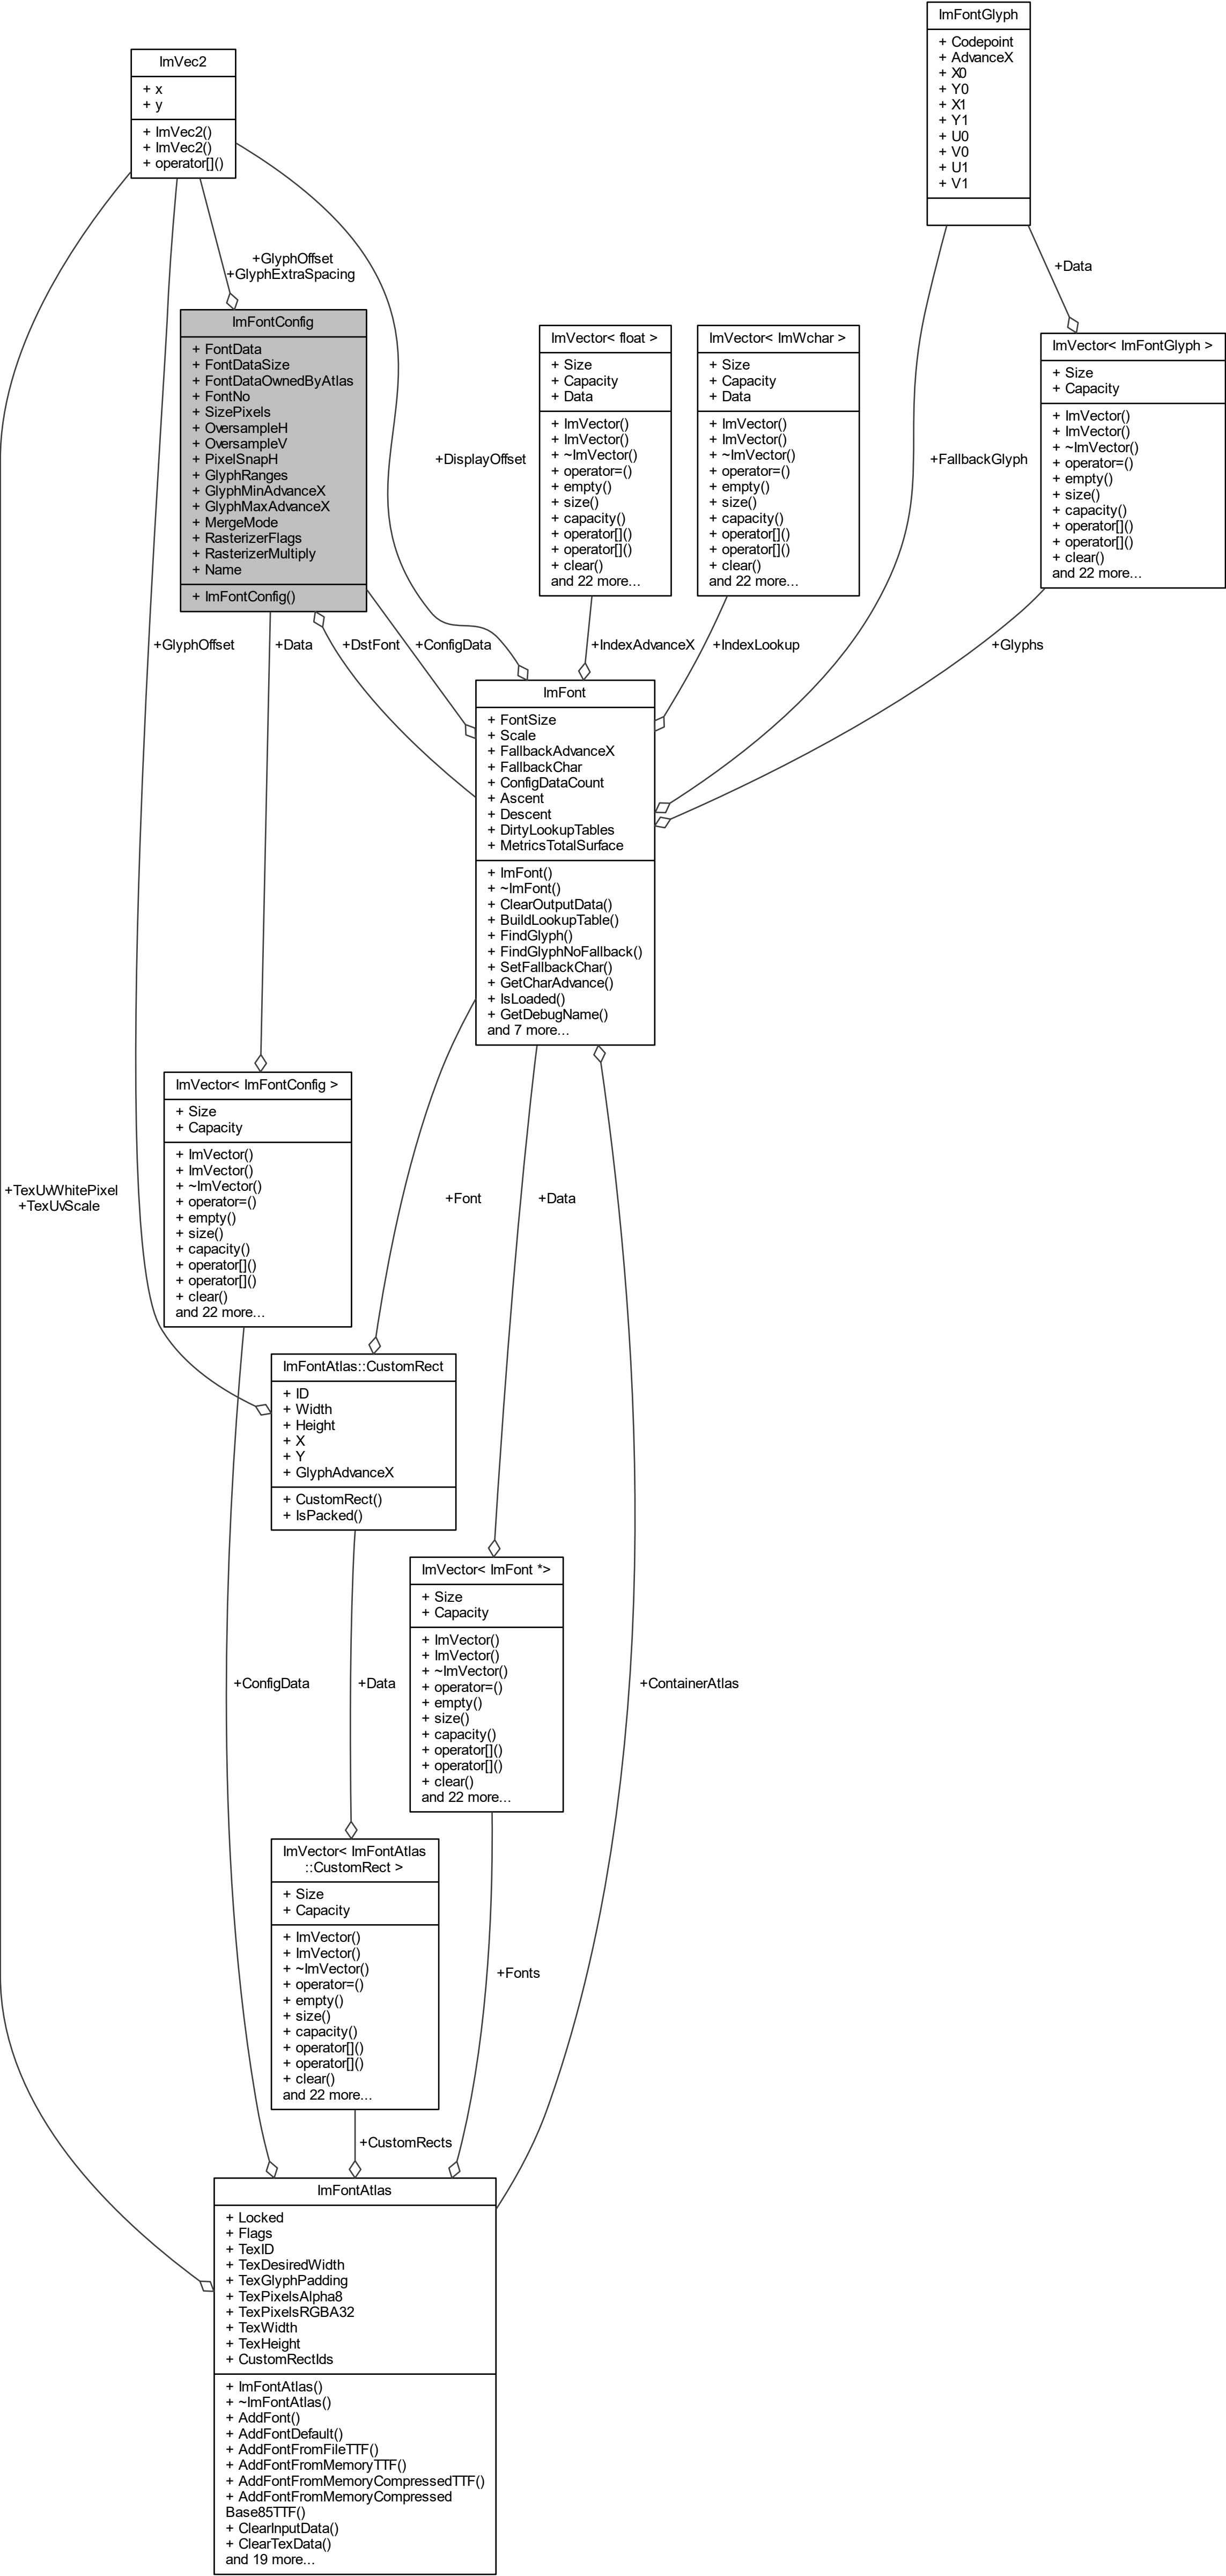 ImFontGlyph
+ Codepoint
+ AdvanceX
+ X0
+ Y0
+ X1
+ Y1
+ U0
+ V0
+ U1
+ V1
ImVec2
+ x
+ y
+ ImVec2()
+ ImVec2()
+ operator[]()
+GlyphOffset
+GlyphExtraSpacing
+Data
ImFontConfig
+ FontData
+ FontDataSize
+ FontDataOwnedByAtlas
+ FontNo
+ SizePixels
+ OversampleH
+ OversampleV
+ PixelSnapH
+ GlyphRanges
+ GlyphMinAdvanceX
+ GlyphMaxAdvanceX
+ MergeMode
+ RasterizerFlags
+ RasterizerMultiply
+ Name
+ ImFontConfig()
+DisplayOffset
ImVector< float >
+ Size
+ Capacity
+ Data
+ ImVector()
+ ImVector()
+ ~ImVector()
+ operator=()
+ empty()
+ size()
+ capacity()
+ operator[]()
+ operator[]()
+ clear()
and 22 more...
ImVector< ImWchar >
+ Size
+ Capacity
+ Data
+ ImVector()
+ ImVector()
+ ~ImVector()
+ operator=()
+ empty()
+ size()
+ capacity()
+ operator[]()
+ operator[]()
+ clear()
and 22 more...
+FallbackGlyph
ImVector< ImFontGlyph >
+ Size
+ Capacity
+ ImVector()
+ ImVector()
+ ~ImVector()
+ operator=()
+ empty()
+ size()
+ capacity()
+ operator[]()
+ operator[]()
+ clear()
and 22 more...
+GlyphOffset
+Data
+DstFont
+ConfigData
+IndexAdvanceX
+IndexLookup
+Glyphs
ImFont
+ FontSize
+ Scale
+ FallbackAdvanceX
+ FallbackChar
+ ConfigDataCount
+ Ascent
+ Descent
+ DirtyLookupTables
+ MetricsTotalSurface
+ ImFont()
+ ~ImFont()
+ ClearOutputData()
+ BuildLookupTable()
+ FindGlyph()
+ FindGlyphNoFallback()
+ SetFallbackChar()
+ GetCharAdvance()
+ IsLoaded()
+ GetDebugName()
and 7 more...
ImVector< ImFontConfig >
+ Size
+ Capacity
+ ImVector()
+ ImVector()
+ ~ImVector()
+ operator=()
+ empty()
+ size()
+ capacity()
+ operator[]()
+ operator[]()
+ clear()
and 22 more...
+TexUvWhitePixel
+TexUvScale
+Font
+Data
ImFontAtlas::CustomRect
+ ID
+ Width
+ Height
+ X
+ Y
+ GlyphAdvanceX
+ CustomRect()
+ IsPacked()
ImVector< ImFont *>
+ Size
+ Capacity
+ ImVector()
+ ImVector()
+ ~ImVector()
+ operator=()
+ empty()
+ size()
+ capacity()
+ operator[]()
+ operator[]()
+ clear()
and 22 more...
+ConfigData
+Data
+ContainerAtlas
ImVector< ImFontAtlas
::CustomRect >
+ Size
+ Capacity
+ ImVector()
+ ImVector()
+ ~ImVector()
+ operator=()
+ empty()
+ size()
+ capacity()
+ operator[]()
+ operator[]()
+ clear()
and 22 more...
+Fonts
+CustomRects
ImFontAtlas
+ Locked
+ Flags
+ TexID
+ TexDesiredWidth
+ TexGlyphPadding
+ TexPixelsAlpha8
+ TexPixelsRGBA32
+ TexWidth
+ TexHeight
+ CustomRectIds
+ ImFontAtlas()
+ ~ImFontAtlas()
+ AddFont()
+ AddFontDefault()
+ AddFontFromFileTTF()
+ AddFontFromMemoryTTF()
+ AddFontFromMemoryCompressedTTF()
+ AddFontFromMemoryCompressed
Base85TTF()
+ ClearInputData()
+ ClearTexData()
and 19 more...